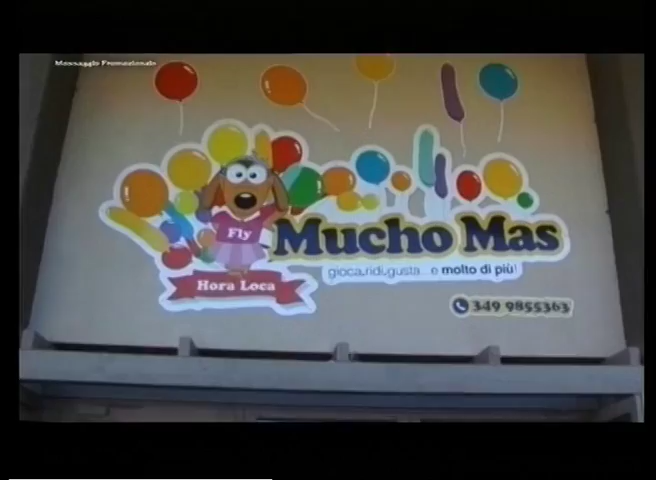 Messaggio Promozionale
Fly
Mucho Mas
gioca,ridi,gusta...e molto di più!
Hora Loca
349 9855363